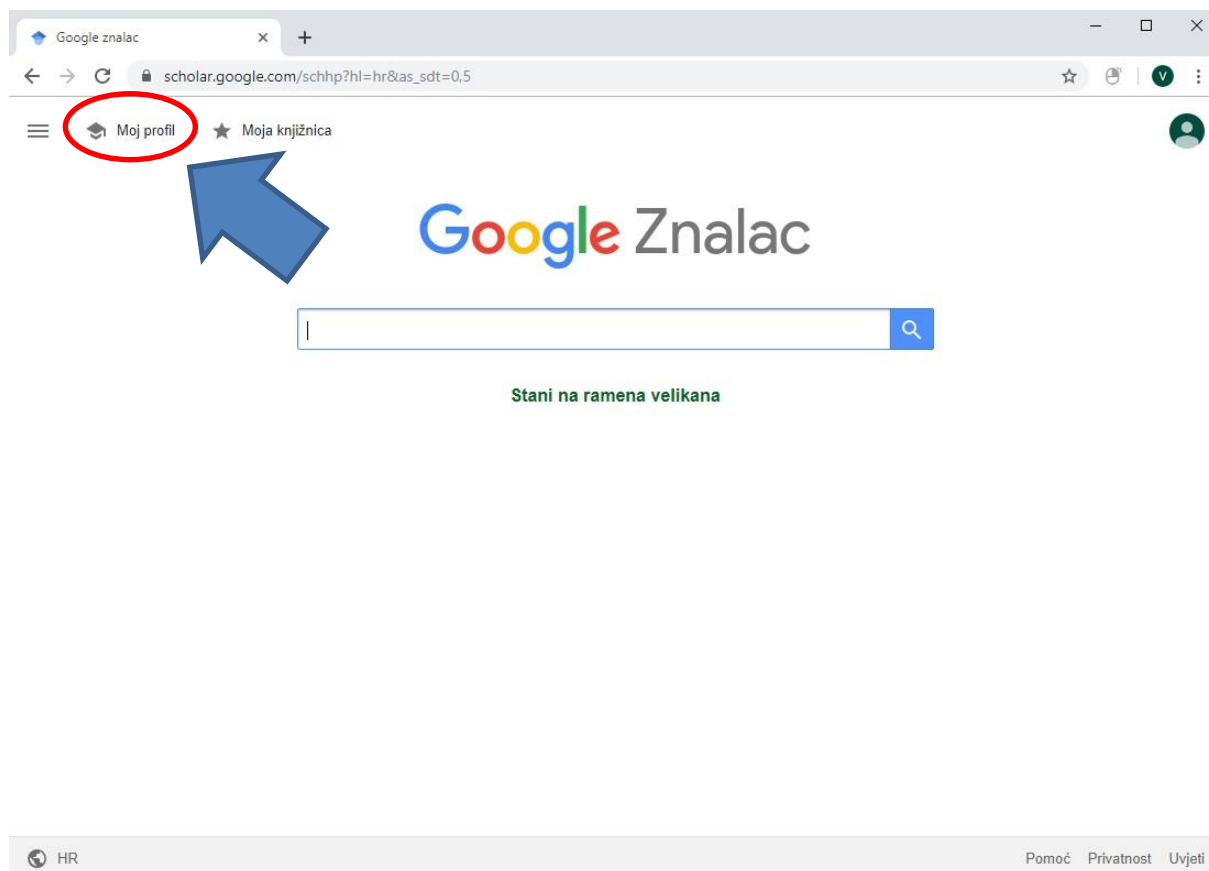 Google znalac
scholar.google.com/schhp?hl=hr&as_sdt=0,5
V
Moj profil
Moja knjižnica
Google Znalac
Stani na ramena velikana
HR
Pomoć Privatnost Uvjeti